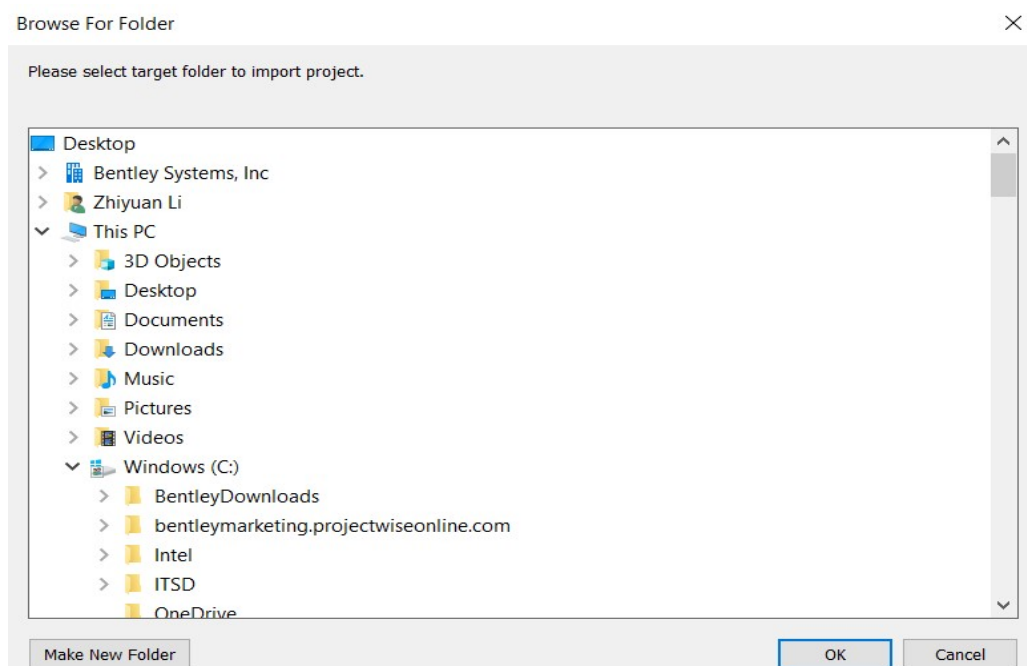 Browse For Folder
Please select target folder to import project.
Desktop
Bentley Systems, Inc
Zhiyuan Li
This PC
3D Objects
Desktop
Documents
Downloads
Music
Pictures
Videos
Windows (C:)
BentleyDownloads
bentleymarketing.projectwiseonline.com
Intel
ITSD
OneDrive
Make New Folder OK Cancel